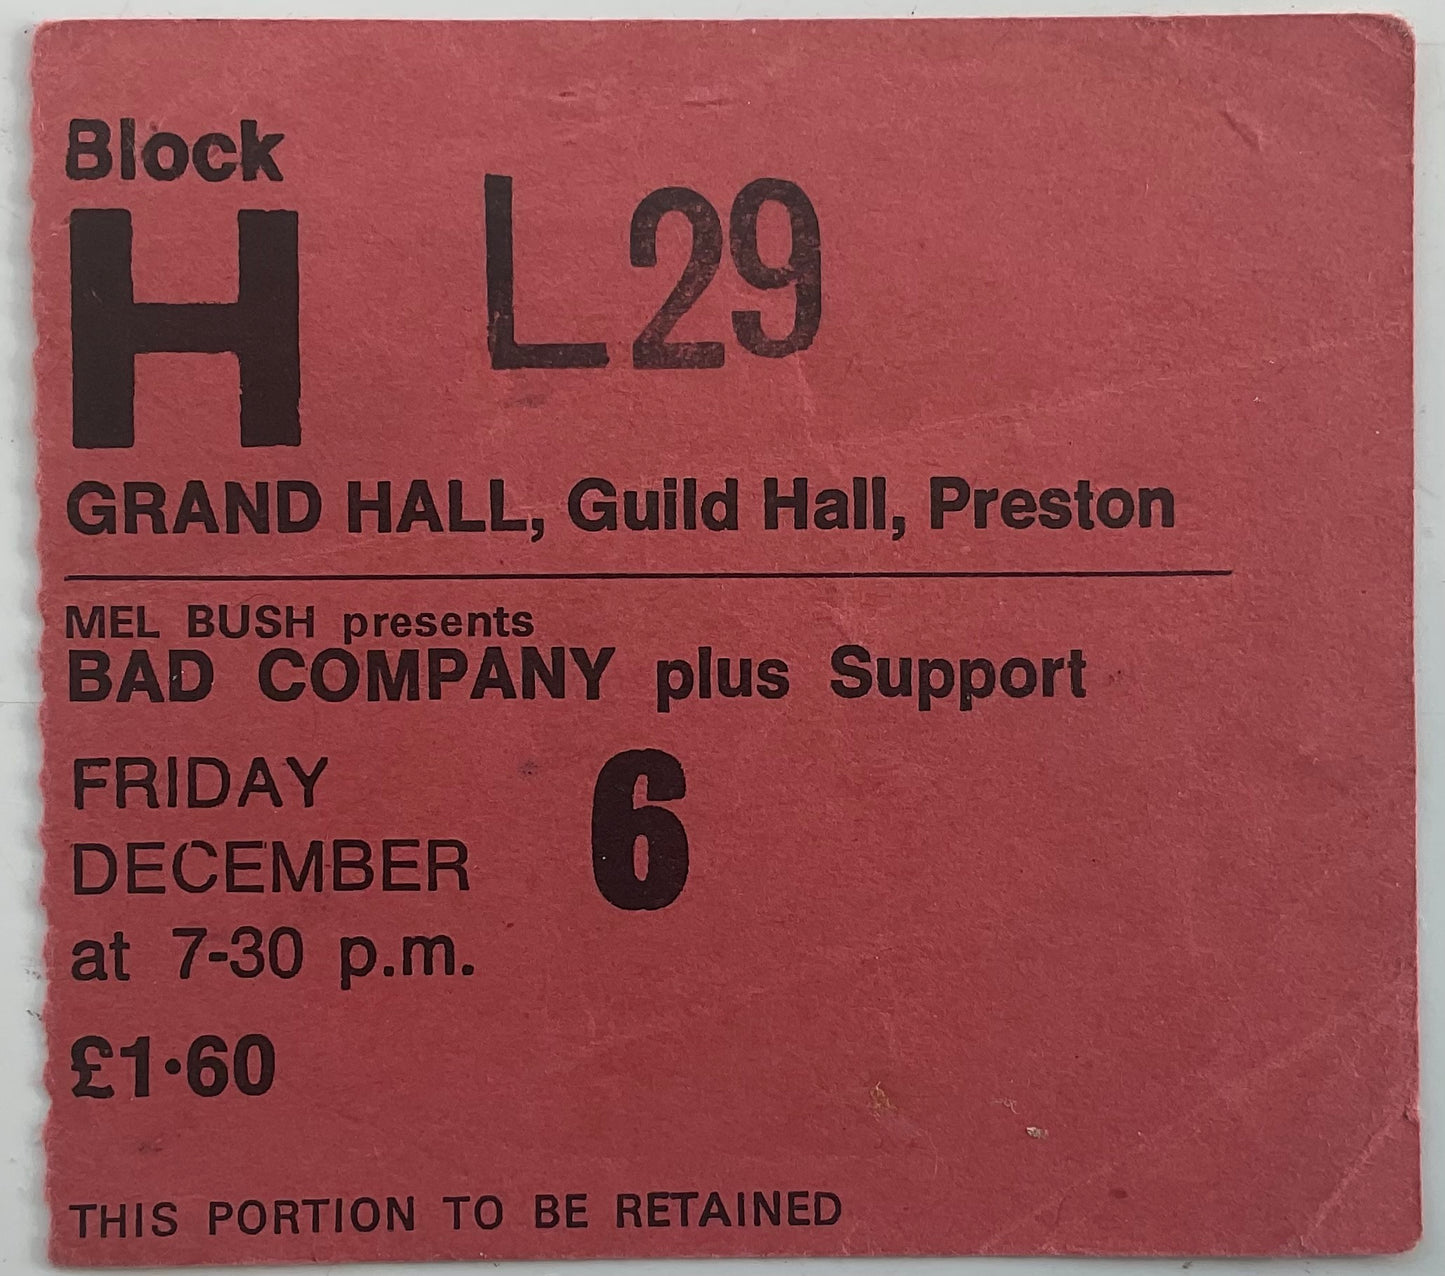 Block
H L29
GRAND HALL, Guild Hall, Preston
MEL BUSH presents
BAD COMPANY plus Support
FRIDAY
DECEMBER 6
at 7-30 p.m.
£1·60
THIS PORTION TO BE RETAINED